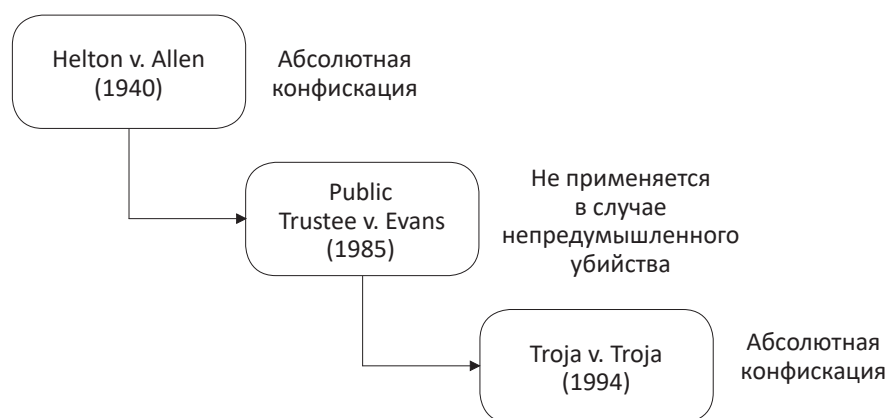 Helton v. Allen
(1940)
Абсолютная
конфискация
Public
Trustee v. Evans
(1985)
Не применяется
в случае
непредумышленного
убийства
Troja v. Troja
(1994)
Абсолютная
конфискация